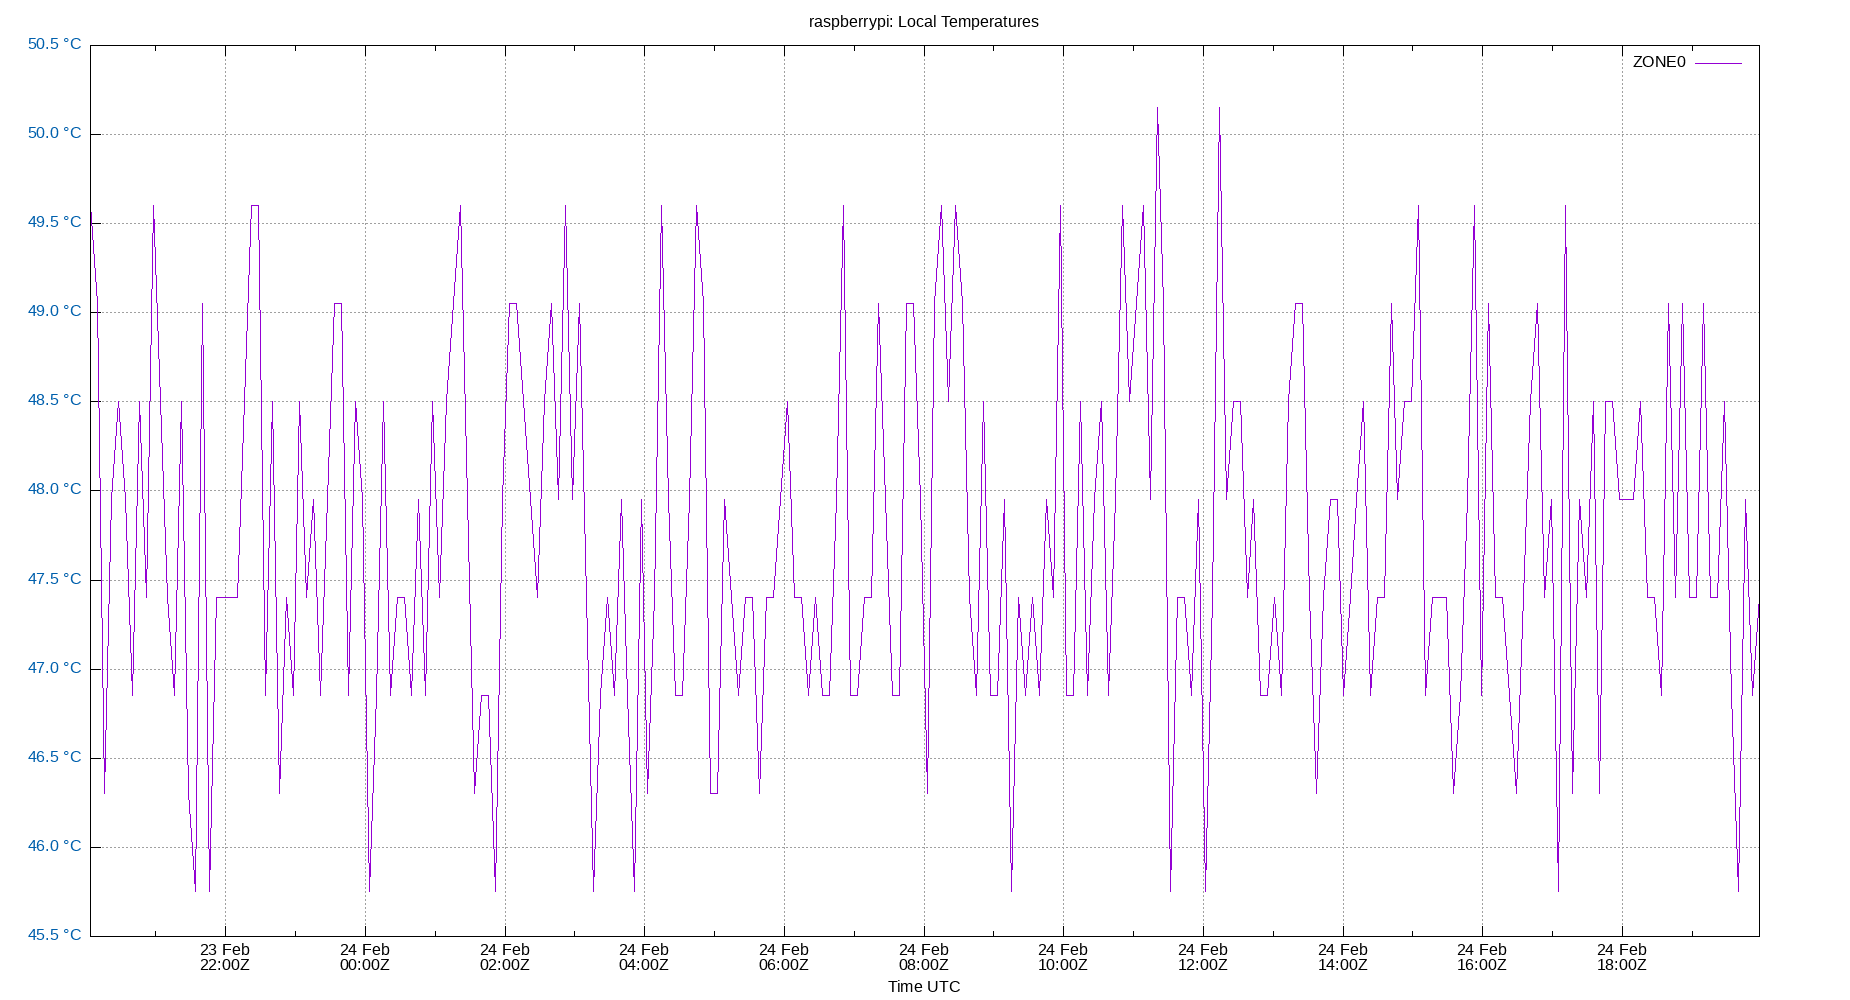 raspberrypi: Local Temperatures
50.5 °C
ZONE0
50.0 °C
49.5 °C
49.0 °C
48.5 °C
48.0 °C
47.5 °C
47.0 °C
46.5 °C
46.0 °C
45.5 °C
23 Feb 24 Feb 24 Feb 24 Feb 24 Feb 24 Feb 24 Feb 24 Feb 24 Feb 24 Feb 24 Feb
22:00Z 00:00Z 02:00Z 04:00Z 06:00Z 08:00Z 10:00Z 12:00Z 14:00Z 16:00Z 18:00Z
Time UTC